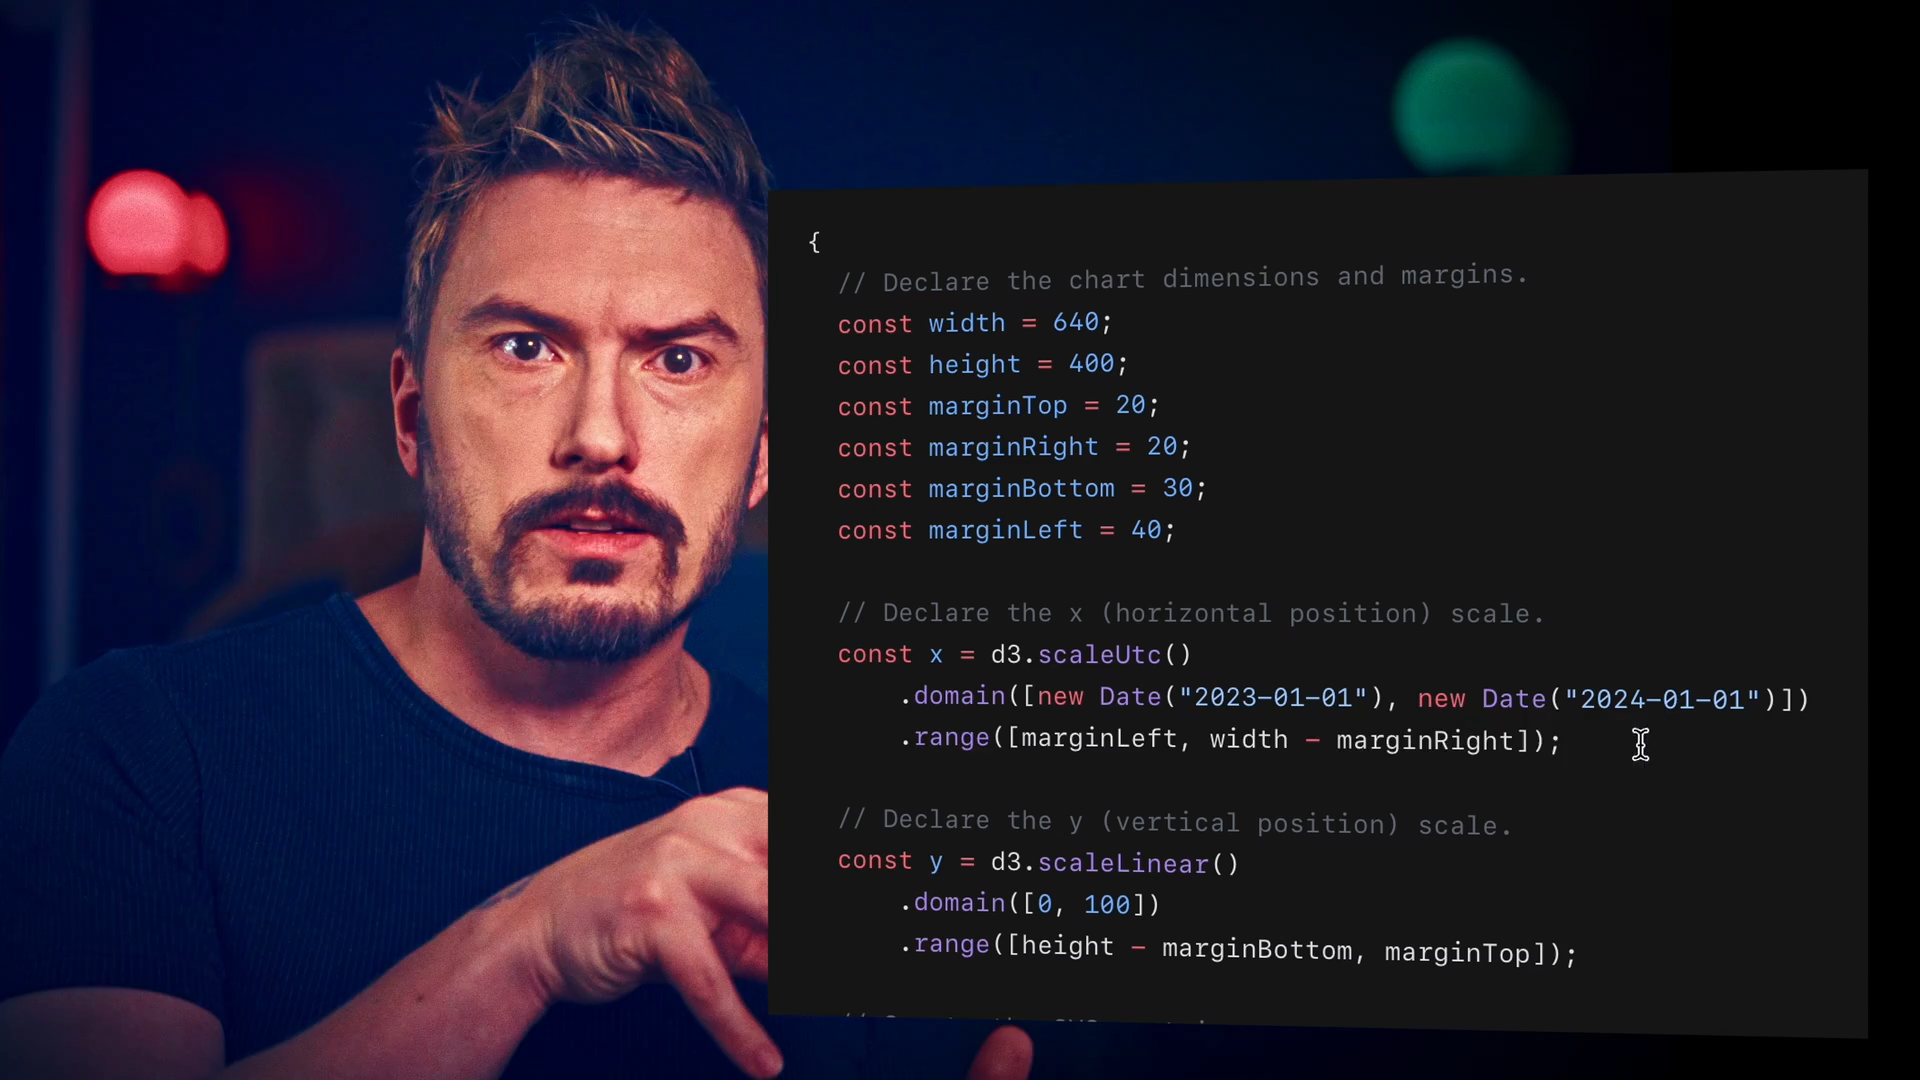 {
// Declare the chart dimensions and margins.
const width = 640;
const height = 400;
const marginTop = 20;
const marginRight = 20;
const marginBottom = 30;
const marginLeft = 40;
// Declare the x (horizontal position) scale.
const x = d3.scaleUtc()
.domain([new Date("2023-01-01"), new Date("2024-01-01")])
.range([marginLeft, width - marginRight]);
// Declare the y (vertical position) scale.
const y = d3.scaleLinear()
.domain([0, 100])
.range([height - marginBottom, marginTop]);